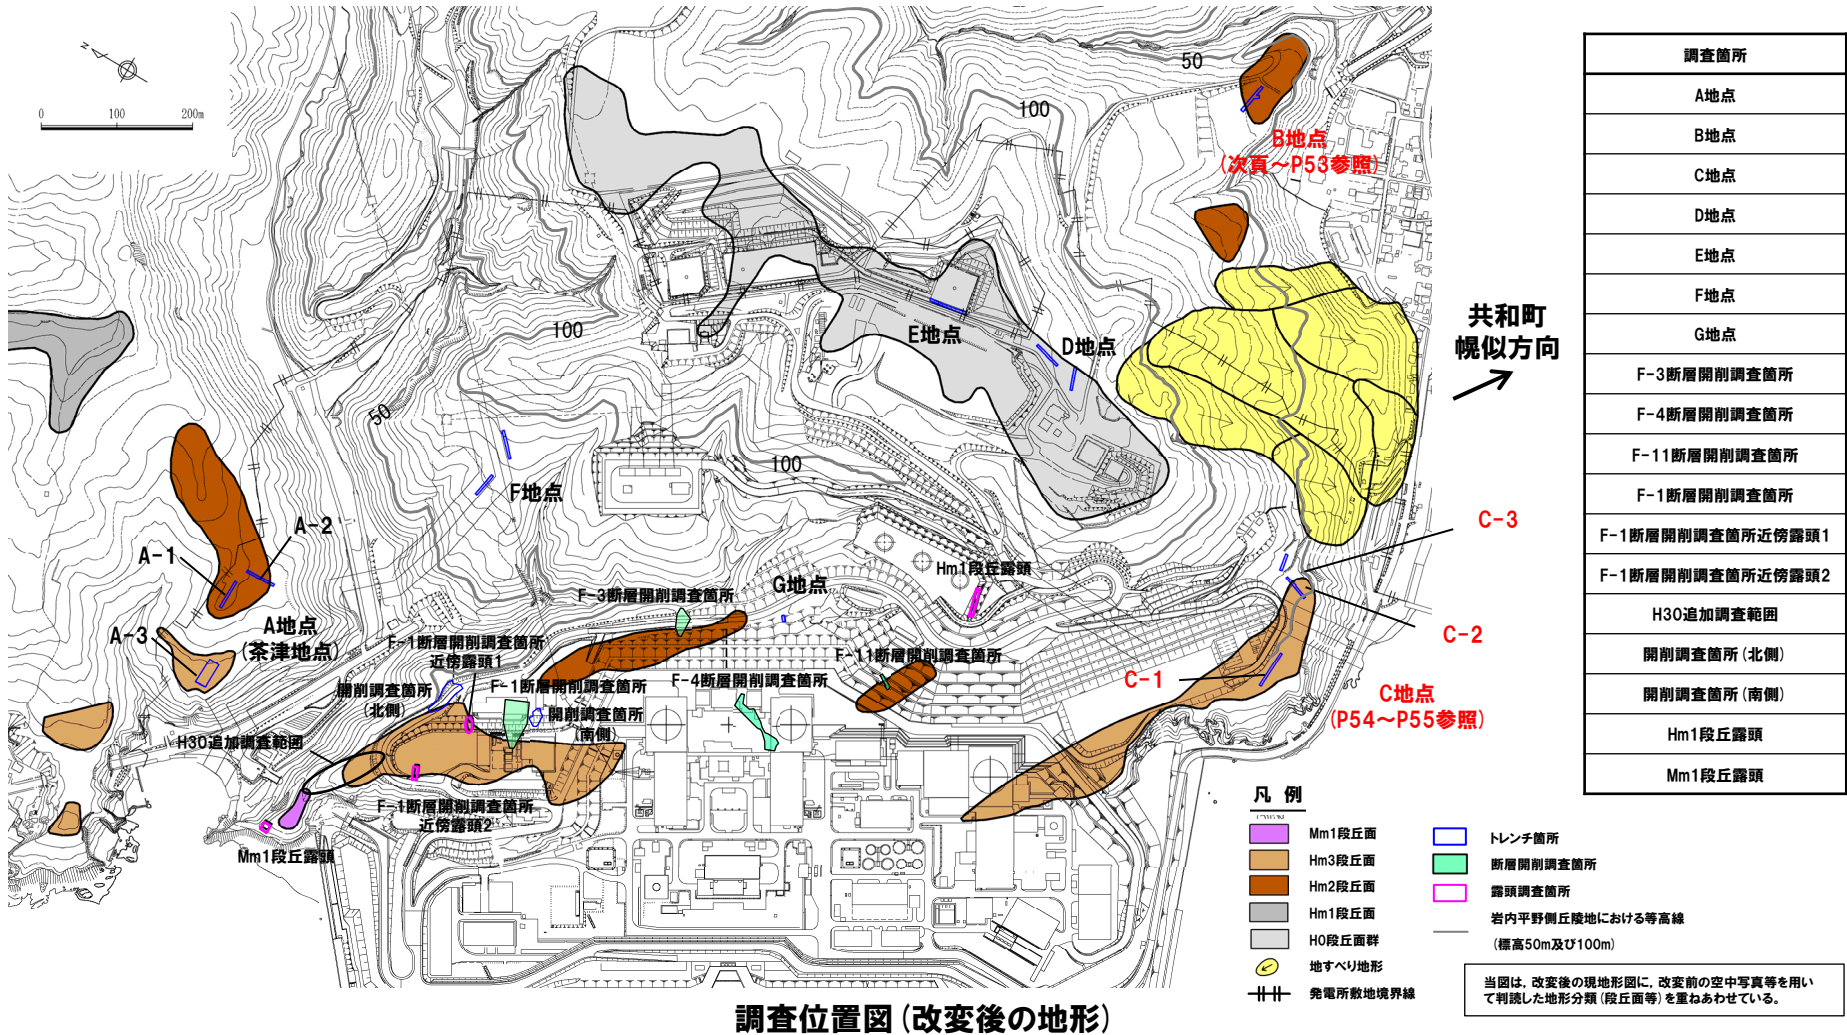 N
0 100 200m
50
100
B地点
(次頁～P53参照)
100
E地点
D地点
共和町
幌似方向
50
100
F地点
A-2
A-1
C-3
Hm1段丘露頭
G地点
F-3断層開削調査箇所
A-3
A地点
(茶津地点)
F-1断層開削調査箇所
近傍露頭1
C-2
F-11断層開削調査箇所
F-4断層開削調査箇所
C-1
開削調査箇所
(北側)
F-1断層開削調査箇所
開削調査箇所
(南側)
C地点
(P54～P55参照)
H30追加調査範囲
F-1断層開削調査箇所
近傍露頭2
Mm1段丘露頭
凡 例
Mm1段丘面
Hm3段丘面
Hm2段丘面
Hm1段丘面
H0段丘面群
地すべり地形
発電所敷地境界線
トレンチ箇所
断層開削調査箇所
露頭調査箇所
岩内平野側丘陵地における等高線
(標高50m及び100m)
調査箇所
A地点
B地点
C地点
D地点
E地点
F地点
G地点
F-3断層開削調査箇所
F-4断層開削調査箇所
F-11断層開削調査箇所
F-1断層開削調査箇所
F-1断層開削調査箇所近傍露頭1
F-1断層開削調査箇所近傍露頭2
H30追加調査範囲
開削調査箇所(北側)
開削調査箇所(南側)
Hm1段丘露頭
Mm1段丘露頭
当図は, 改変後の現地形図に, 改変前の空中写真等を用い
て判読した地形分類(段丘面等)を重ねあわせている。
調査位置図(改変後の地形)